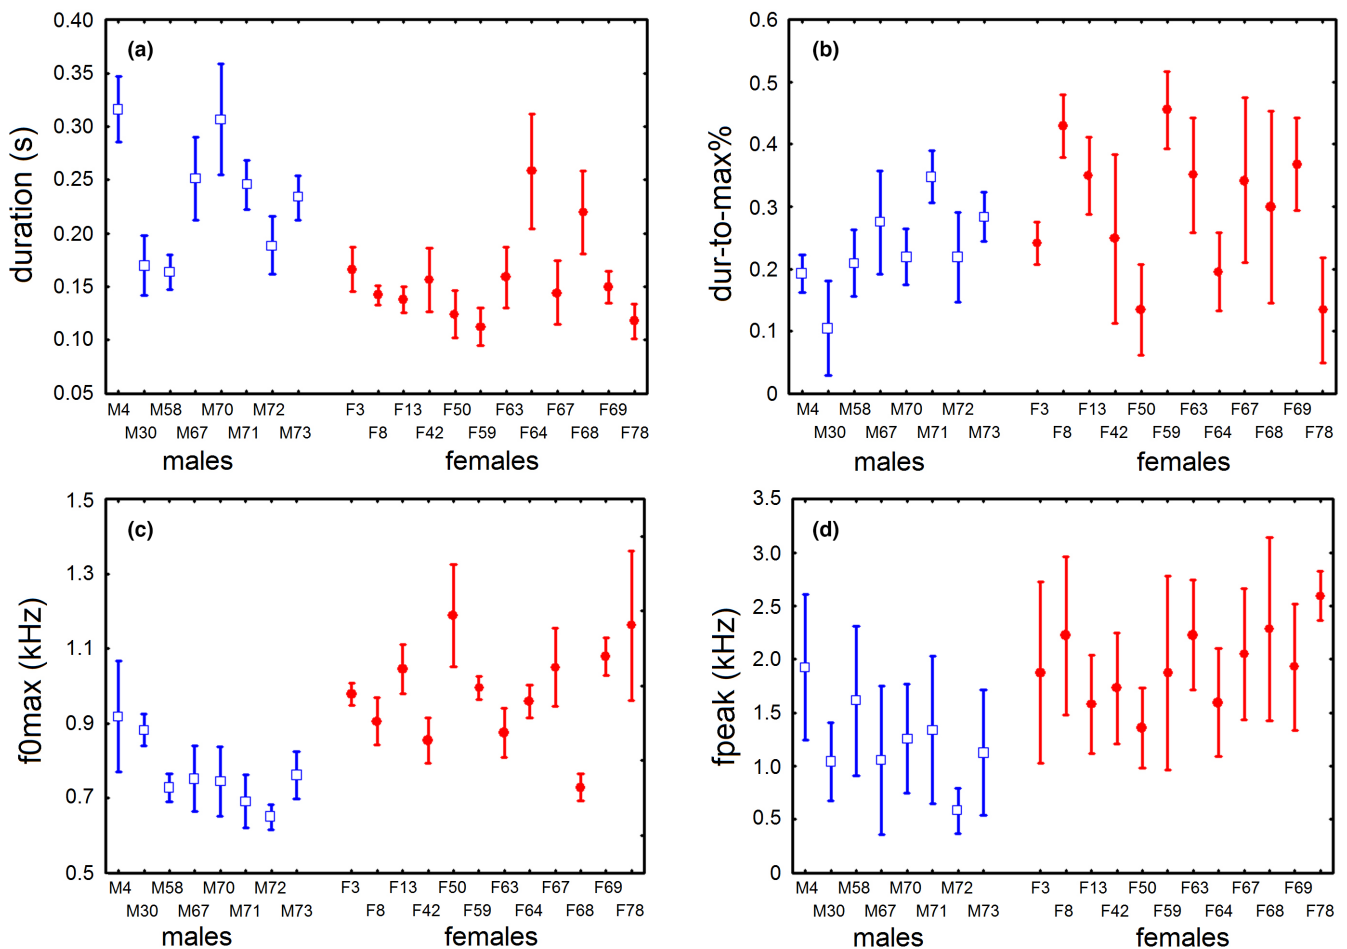 (a)
duration (s)
0.40
0.35
0.30
0.25
0.20
0.15
0.10
0.05
M4 M58 M70 M72 F3 F13 F50 F63 F67 F69
M30 M67 M71 M73 F8 F42 F59 F64 F68 F78
males females
(b)
dur-to-max%
0.6
0.5
0.4
0.3
0.2
0.1
0
M4 M58 M70 M72 F3 F13 F50 F63 F67 F69
M30 M67 M71 M73 F8 F42 F59 F64 F68 F78
males females
(c)
f0max (kHz)
1.5
1.3
1.1
0.9
0.7
0.5
M4 M58 M70 M72 F3 F13 F50 F63 F67 F69
M30 M67 M71 M73 F8 F42 F59 F64 F68 F78
males females
(d)
fpeak (kHz)
3.5
3.0
2.5
2.0
1.5
1.0
0.5
0
M4 M58 M70 M72 F3 F13 F50 F63 F67 F69
M30 M67 M71 M73 F8 F42 F59 F64 F68 F78
males females